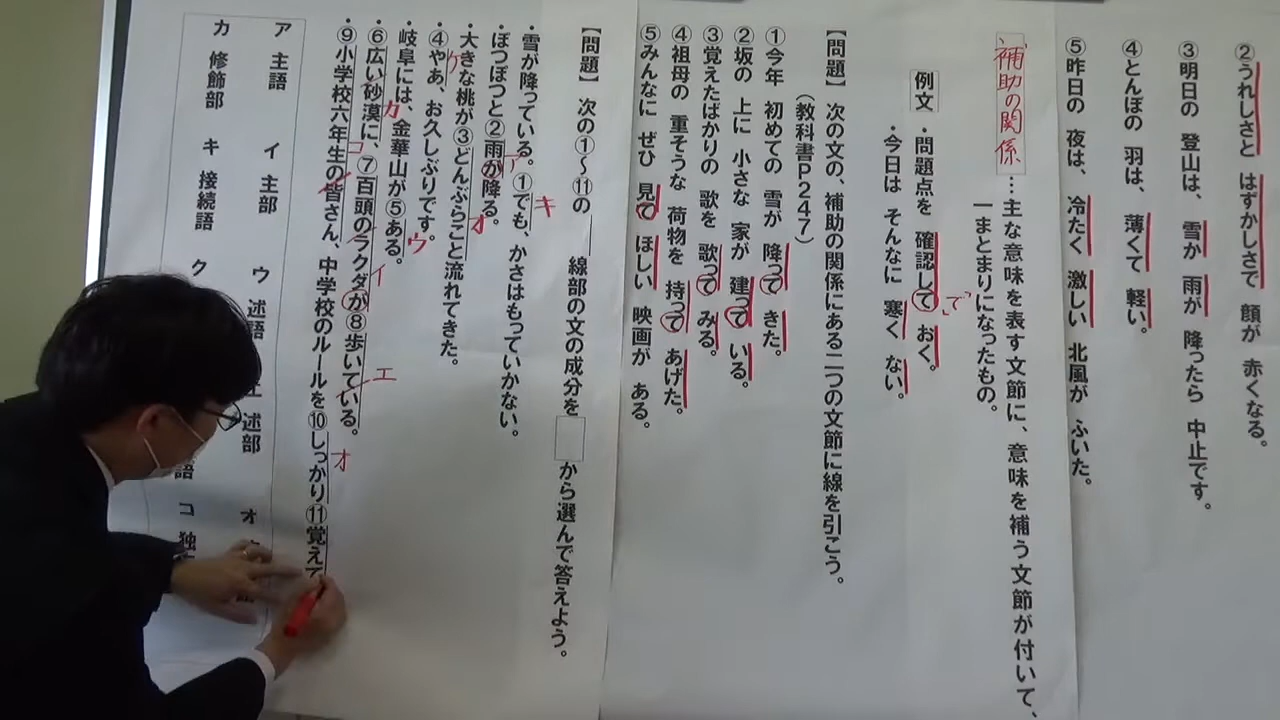 ②うれしさと はずかしさで 顔が 赤くなる。
③明日の 登山は、 雪か 雨が 降ったら 中止です。
④とんぼの 羽は、 薄くて 軽い。
⑤昨日の 夜は、 冷たく 激しい 北風が ふいた。
補助の関係…主な意味を表す文節に、意味を補う文節が付いて、
一まとまりになったもの。
例文 ・問題点を 確認して おく。
で
・今日は そんなに 寒く ない。
【問題】 次の文の、補助の関係にある二つの文節に線を引こう。
(教科書P247)
①今年 初めての 雪が 降って きた。
②坂の 上に 小さな 家が 建って いる。
③覚えたばかりの 歌を 歌って みる。
④祖母の 重そうな 荷物を 持って あげた。
⑤みんなに ぜひ 見て ほしい 映画が ある。
【問題】 次の①~⑪の 線部の文の成分を から選んで答えよう。
・雪が降っている。①でも、かさはもっていかない。
キ
ぽつぽつと②雨が降る。
ア
・大きな桃が③どんぶらこと流れてきた。
オ
・④やあ、お久しぶりです。
ケ
・岐阜には、金華山が⑤ある。
ウ
・⑥広い砂漠に、⑦百頭のラクダが⑧歩いている。
カ イ エ
・⑨小学校六年生の皆さん、中学校のルールを⑩しっかり⑪覚えて
コ オ
ア 主語 イ 主部 ウ 述語 エ 述部 オ
カ 修飾部 キ 接続語 ク 語 コ 独